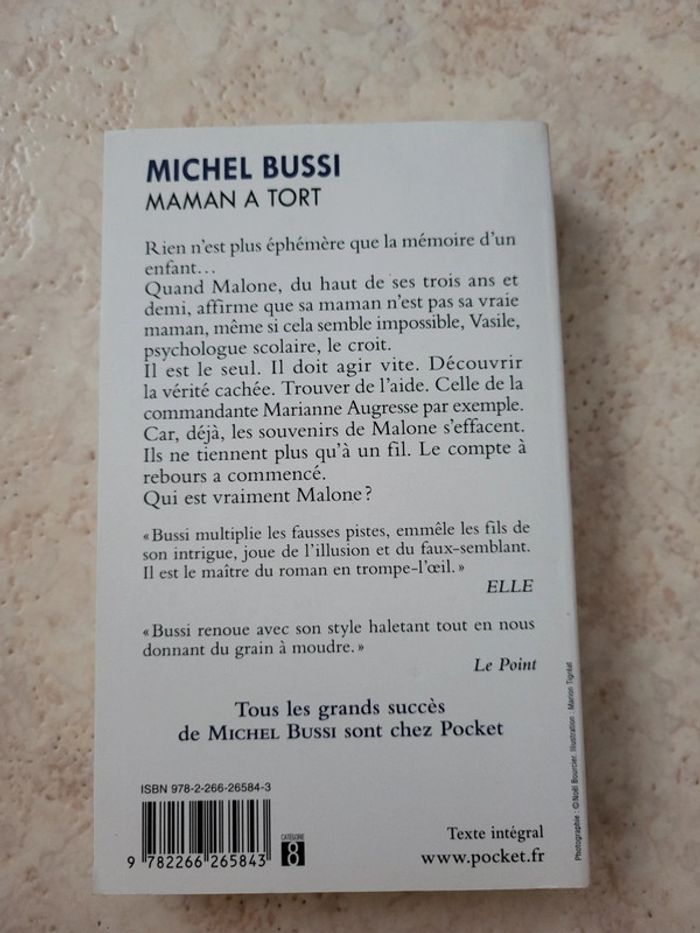 MICHEL BUSSI
MAMAN A TORT
Rien n'est plus éphémère que la mémoire d'un
enfant…
Quand Malone, du haut de ses trois ans et
demi, affirme que sa maman n'est pas sa vraie
maman, même si cela semble impossible, Vasile,
psychologue scolaire, le croit.
Il est le seul. Il doit agir vite. Découvrir
la vérité cachée. Trouver de l'aide. Celle de la
commandante Marianne Augresse par exemple.
Car, déjà, les souvenirs de Malone s'effacent.
Ils ne tiennent plus qu'à un fil. Le compte à
rebours a commencé.
Qui est vraiment Malone ?
« Bussi multiplie les fausses pistes, emmêle les fils de
son intrigue, joue de l'illusion et du faux-semblant.
Il est le maître du roman en trompe-l'œil. »
ELLE
« Bussi renoue avec son style haletant tout en nous
donnant du grain à moudre. »
Le Point
Tous les grands succès
de MICHEL BUSSI sont chez Pocket
Photographie : © Noël Bourcier. Illustration : Marion Tigréat
ISBN 978-2-266-26584-3
9 782266 265843
CATÉGORIE
8
Texte intégral
www.pocket.fr